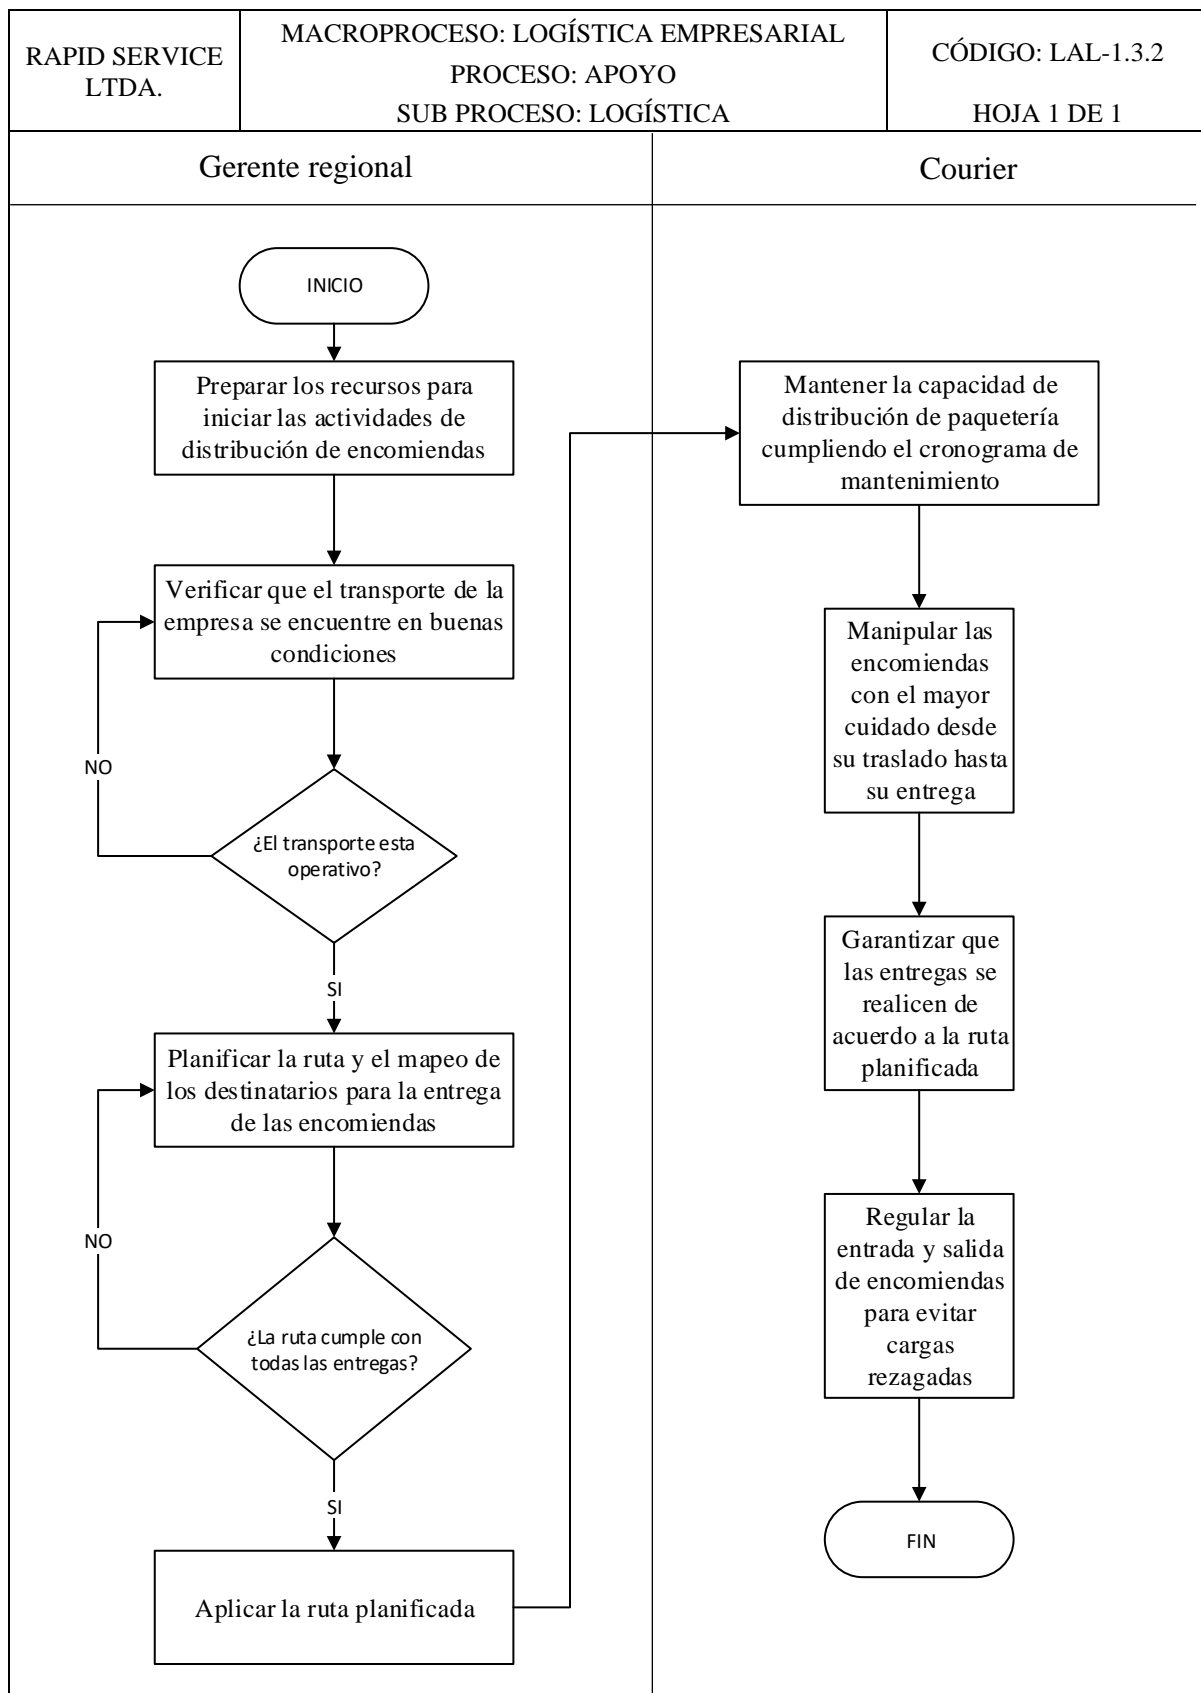 RAPID SERVICE
LTDA.
MACROPROCESO: LOGÍSTICA EMPRESARIAL
PROCESO: APOYO
SUB PROCESO: LOGÍSTICA
CÓDIGO: LAL-1.3.2
HOJA 1 DE 1
Gerente regional
Courier
INICIO
Preparar los recursos para
iniciar las actividades de
distribución de encomiendas
Verificar que el transporte de la
empresa se encuentre en buenas
condiciones
NO
¿El transporte esta
operativo?
SI
Planificar la ruta y el mapeo de
los destinatarios para la entrega
de las encomiendas
NO
¿La ruta cumple con
todas las entregas?
SI
Aplicar la ruta planificada
Mantener la capacidad de
distribución de paquetería
cumpliendo el cronograma de
mantenimiento
Manipular las
encomiendas
con el mayor
cuidado desde
su traslado hasta
su entrega
Garantizar que
las entregas se
realicen de
acuerdo a la ruta
planificada
Regular la
entrada y salida
de encomiendas
para evitar
cargas
rezagadas
FIN